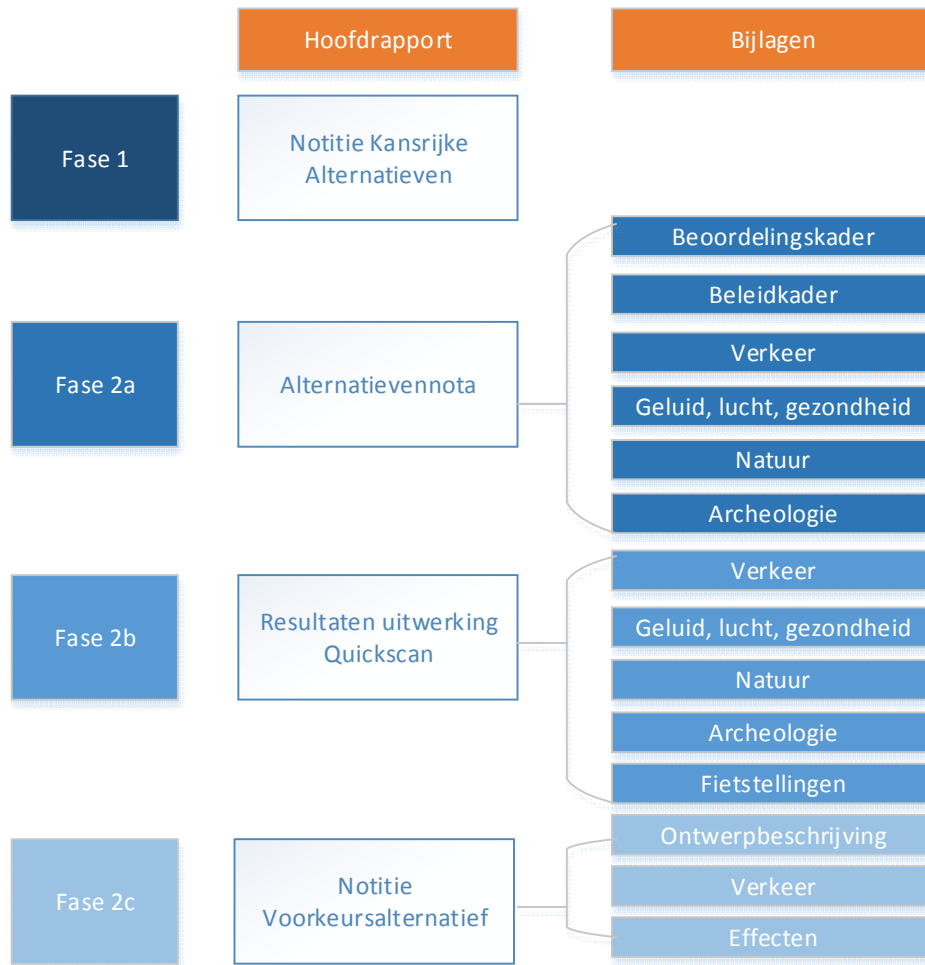 Hoofdrapport
Bijlagen
Fase 1
Notitie Kansrijke
Alternatieven
Fase 2a
Alternatievennota
Beoordelingskader
Beleidkader
Verkeer
Geluid, lucht, gezondheid
Natuur
Archeologie
Fase 2b
Resultaten uitwerking
Quickscan
Verkeer
Geluid, lucht, gezondheid
Natuur
Archeologie
Fietstellingen
Fase 2c
Notitie
Voorkeursalternatief
Ontwerpbeschrijving
Verkeer
Effecten